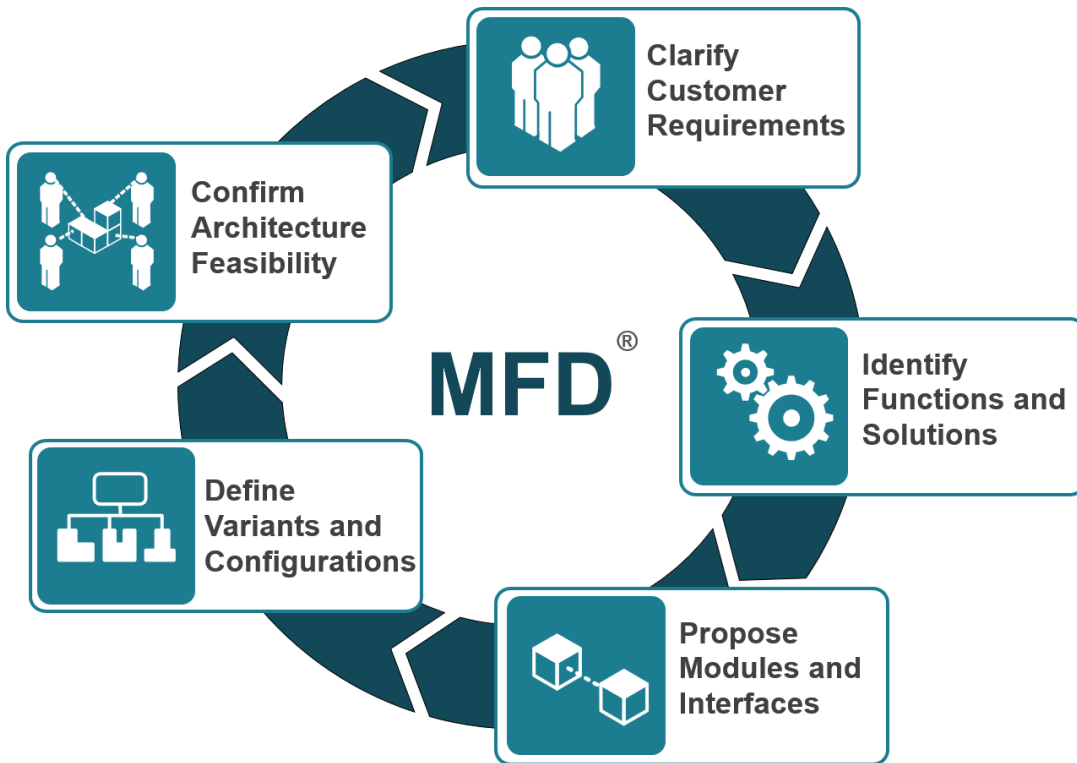 Clarify
Customer
Requirements
Identify
Functions and
Solutions
Propose
Modules and
Interfaces
Define
Variants and
Configurations
Confirm
Architecture
Feasibility
MFD®